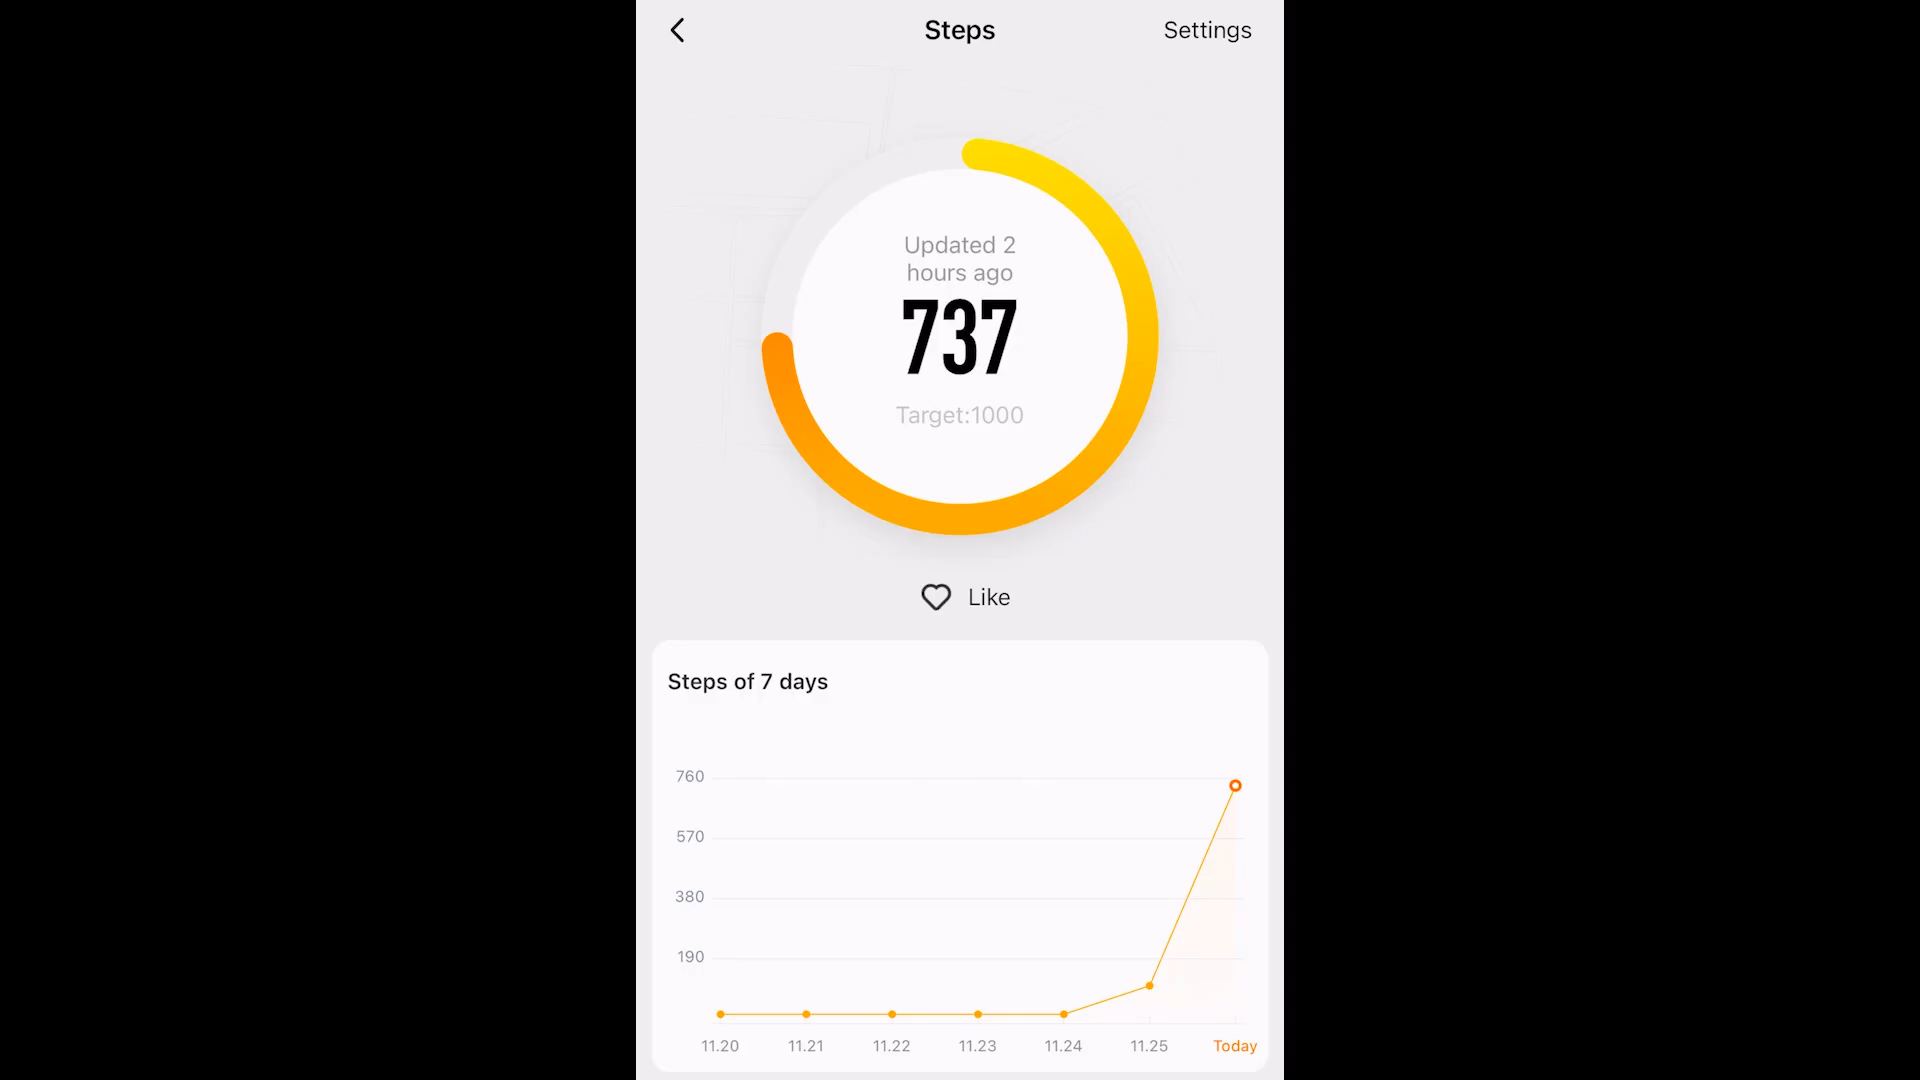 Steps
Settings
Updated 2
hours ago
737
Target:1000
Like
Steps of 7 days
760
570
380
190
11.20 11.21 11.22 11.23 11.24 11.25 Today